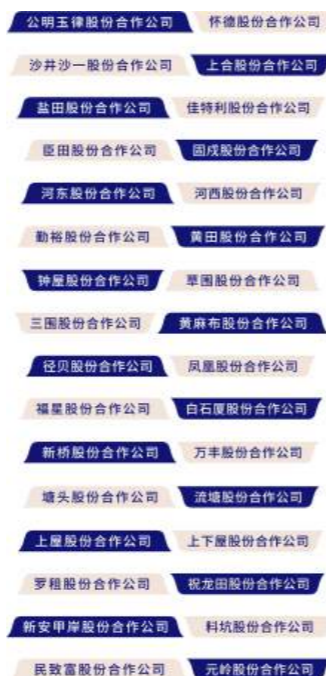 公明玉律股份合作公司 怀德股份合作公司
沙井沙一股份合作公司 上合股份合作公司
盐田股份合作公司 佳特利股份合作公司
臣田股份合作公司 固戍股份合作公司
河东股份合作公司 河西股份合作公司
勤裕股份合作公司 黄田股份合作公司
钟屋股份合作公司 草围股份合作公司
三围股份合作公司 黄麻布股份合作公司
径贝股份合作公司 凤凰股份合作公司
福星股份合作公司 白石厦股份合作公司
新桥股份合作公司 万丰股份合作公司
塘头股份合作公司 流塘股份合作公司
上屋股份合作公司 上下屋股份合作公司
罗租股份合作公司 祝龙田股份合作公司
新安甲岸股份合作公司 料坑股份合作公司
民致富股份合作公司 元岭股份合作公司